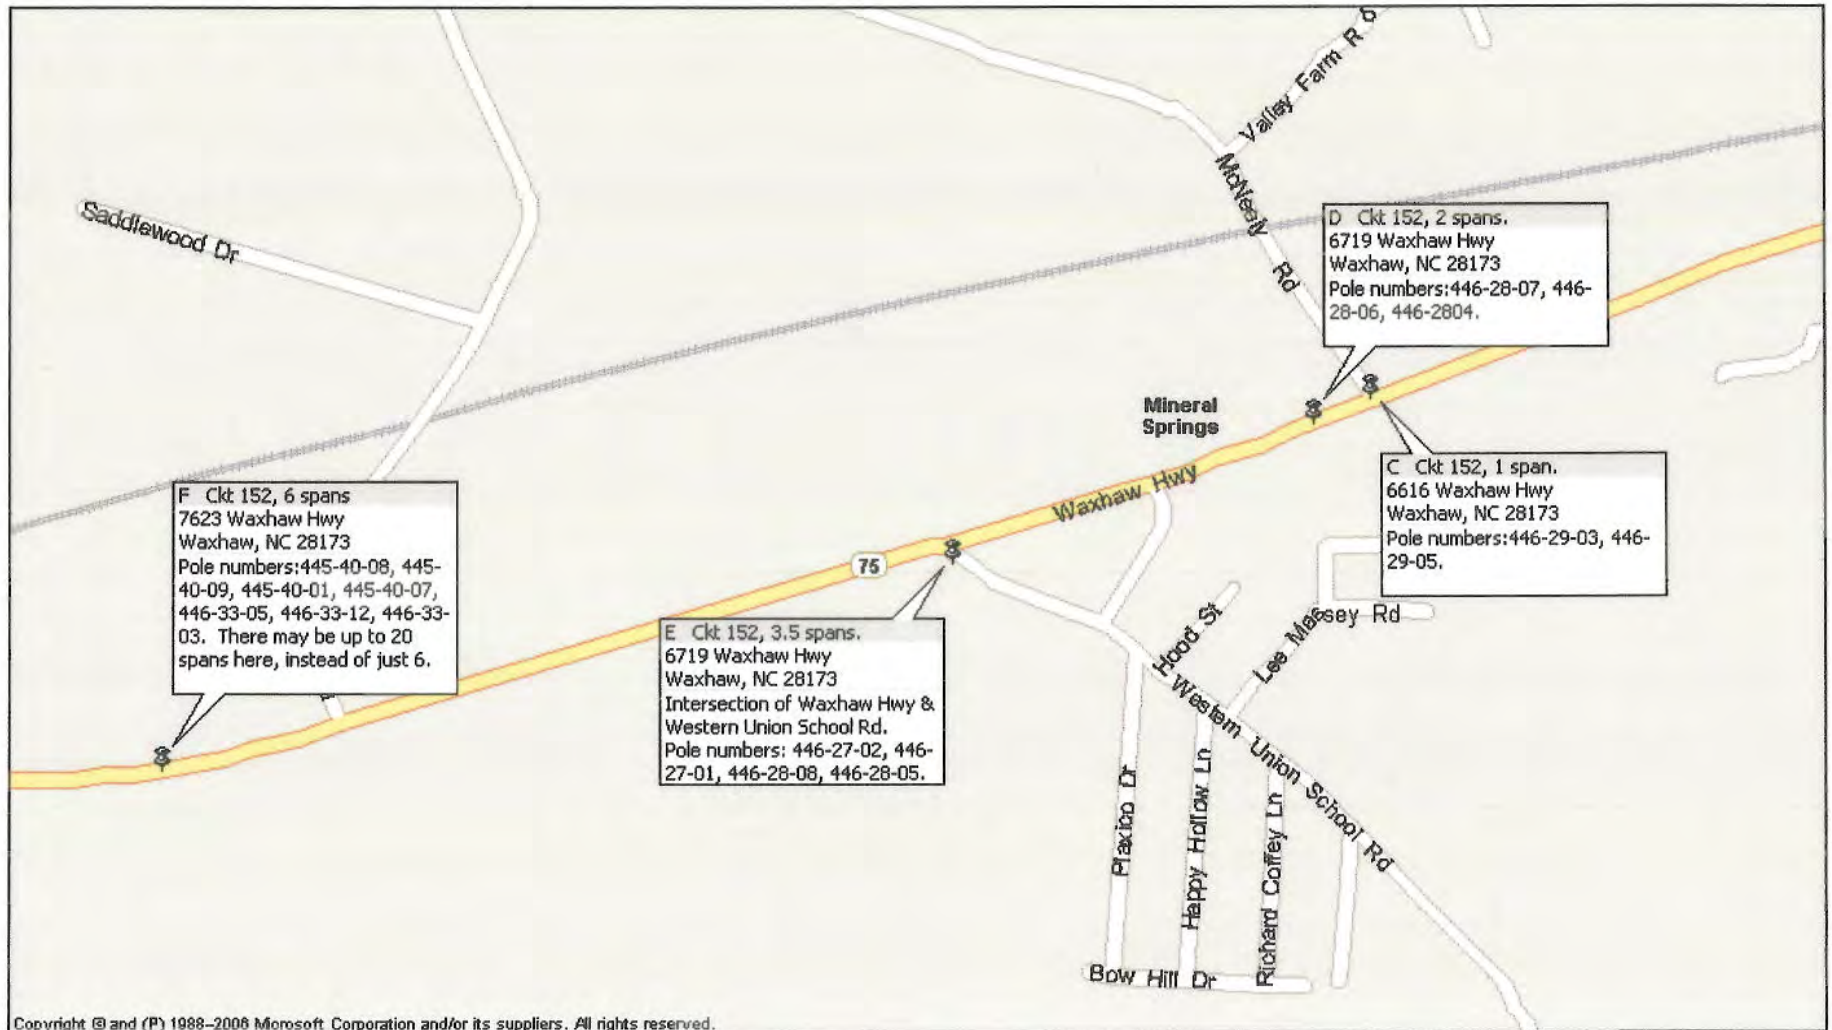 Valley Farm Rd
McNeely Rd
Saddlewood Dr
D Ckt 152, 2 spans.
6719 Waxhaw Hwy
Waxhaw, NC 28173
Pole numbers:446-28-07, 446-
28-06, 446-2804.
Mineral
Springs
C Ckt 152, 1 span.
6616 Waxhaw Hwy
Waxhaw, NC 28173
Pole numbers:446-29-03, 446-
29-05.
Waxhaw Hwy
F Ckt 152, 6 spans
7623 Waxhaw Hwy
Waxhaw, NC 28173
Pole numbers:445-40-08, 445-
40-09, 445-40-01, 445-40-07,
446-33-05, 446-33-12, 446-33-
03. There may be up to 20
spans here, instead of just 6.
75
E Ckt 152, 3.5 spans.
6719 Waxhaw Hwy
Waxhaw, NC 28173
Intersection of Waxhaw Hwy &
Western Union School Rd.
Pole numbers: 446-27-02, 446-
27-01, 446-28-08, 446-28-05.
Hood St
Lee Massey Rd
Western Union School Rd
Plaxico Dr
Happy Hollow Ln
Richard Coffey Ln
Bow Hill Dr
Copyright © and (P) 1988–2006 Microsoft Corporation and/or its suppliers. All rights reserved.